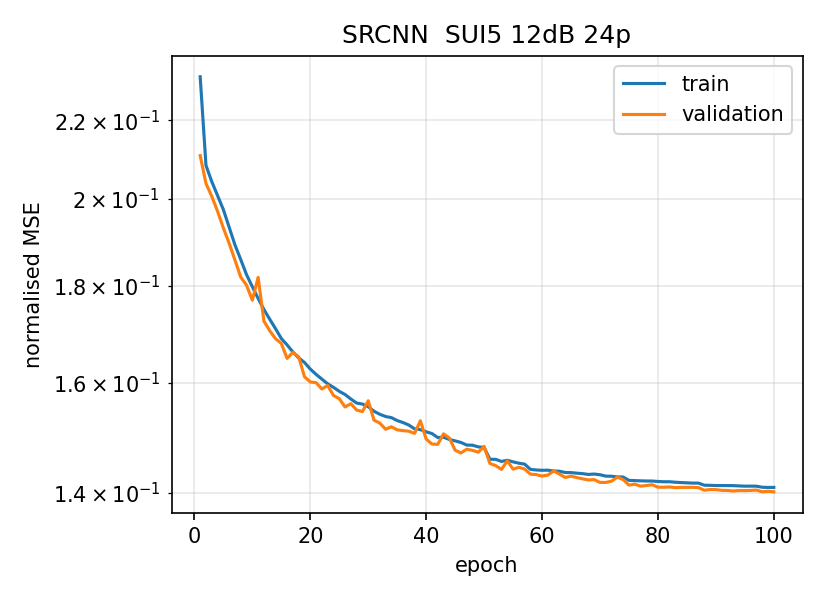 SRCNN  SUI5 12dB 24p
train
validation
2.2 × 10⁻¹
2 × 10⁻¹
1.8 × 10⁻¹
1.6 × 10⁻¹
1.4 × 10⁻¹
normalised MSE
0 20 40 60 80 100
epoch